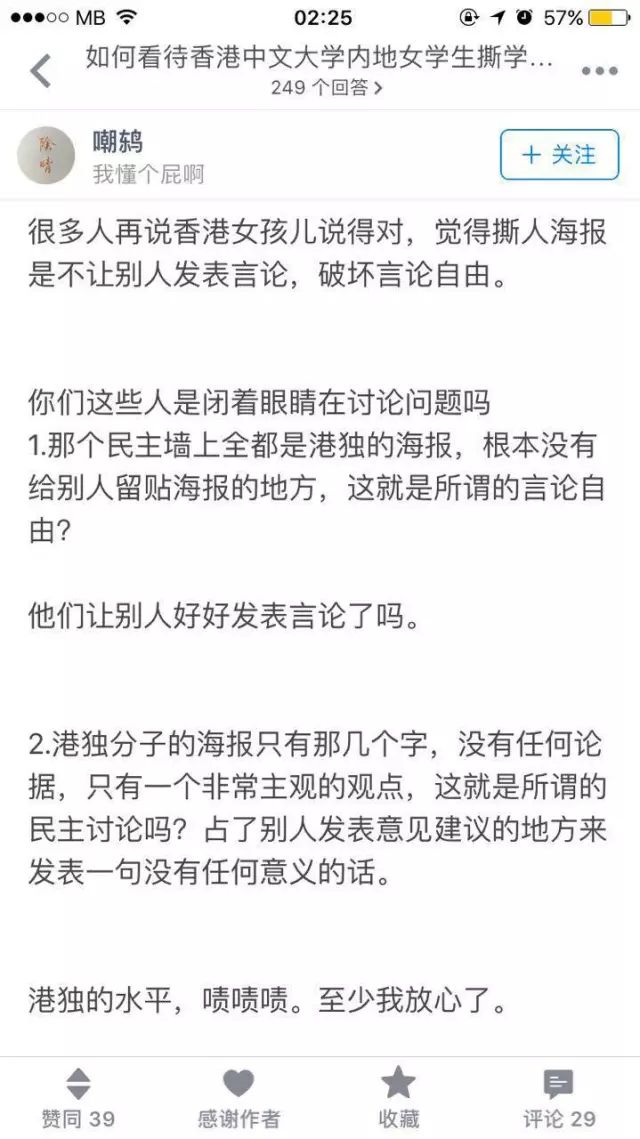 MB 02:25 57%
如何看待香港中文大学内地女学生撕学...
249 个回答
嘲鸫
我懂个屁啊
+ 关注
很多人再说香港女孩儿说得对，觉得撕人海报
是不让别人发表言论，破坏言论自由。
你们这些人是闭着眼睛在讨论问题吗
1.那个民主墙上全都是港独的海报，根本没有
给别人留贴海报的地方，这就是所谓的言论自
由？
他们让别人好好发表言论了吗。
2.港独分子的海报只有那几个字，没有任何论
据，只有一个非常主观的观点，这就是所谓的
民主讨论吗？占了别人发表意见建议的地方来
发表一句没有任何意义的话。
港独的水平，啧啧啧。至少我放心了。
赞同 39 感谢作者 收藏 评论 29